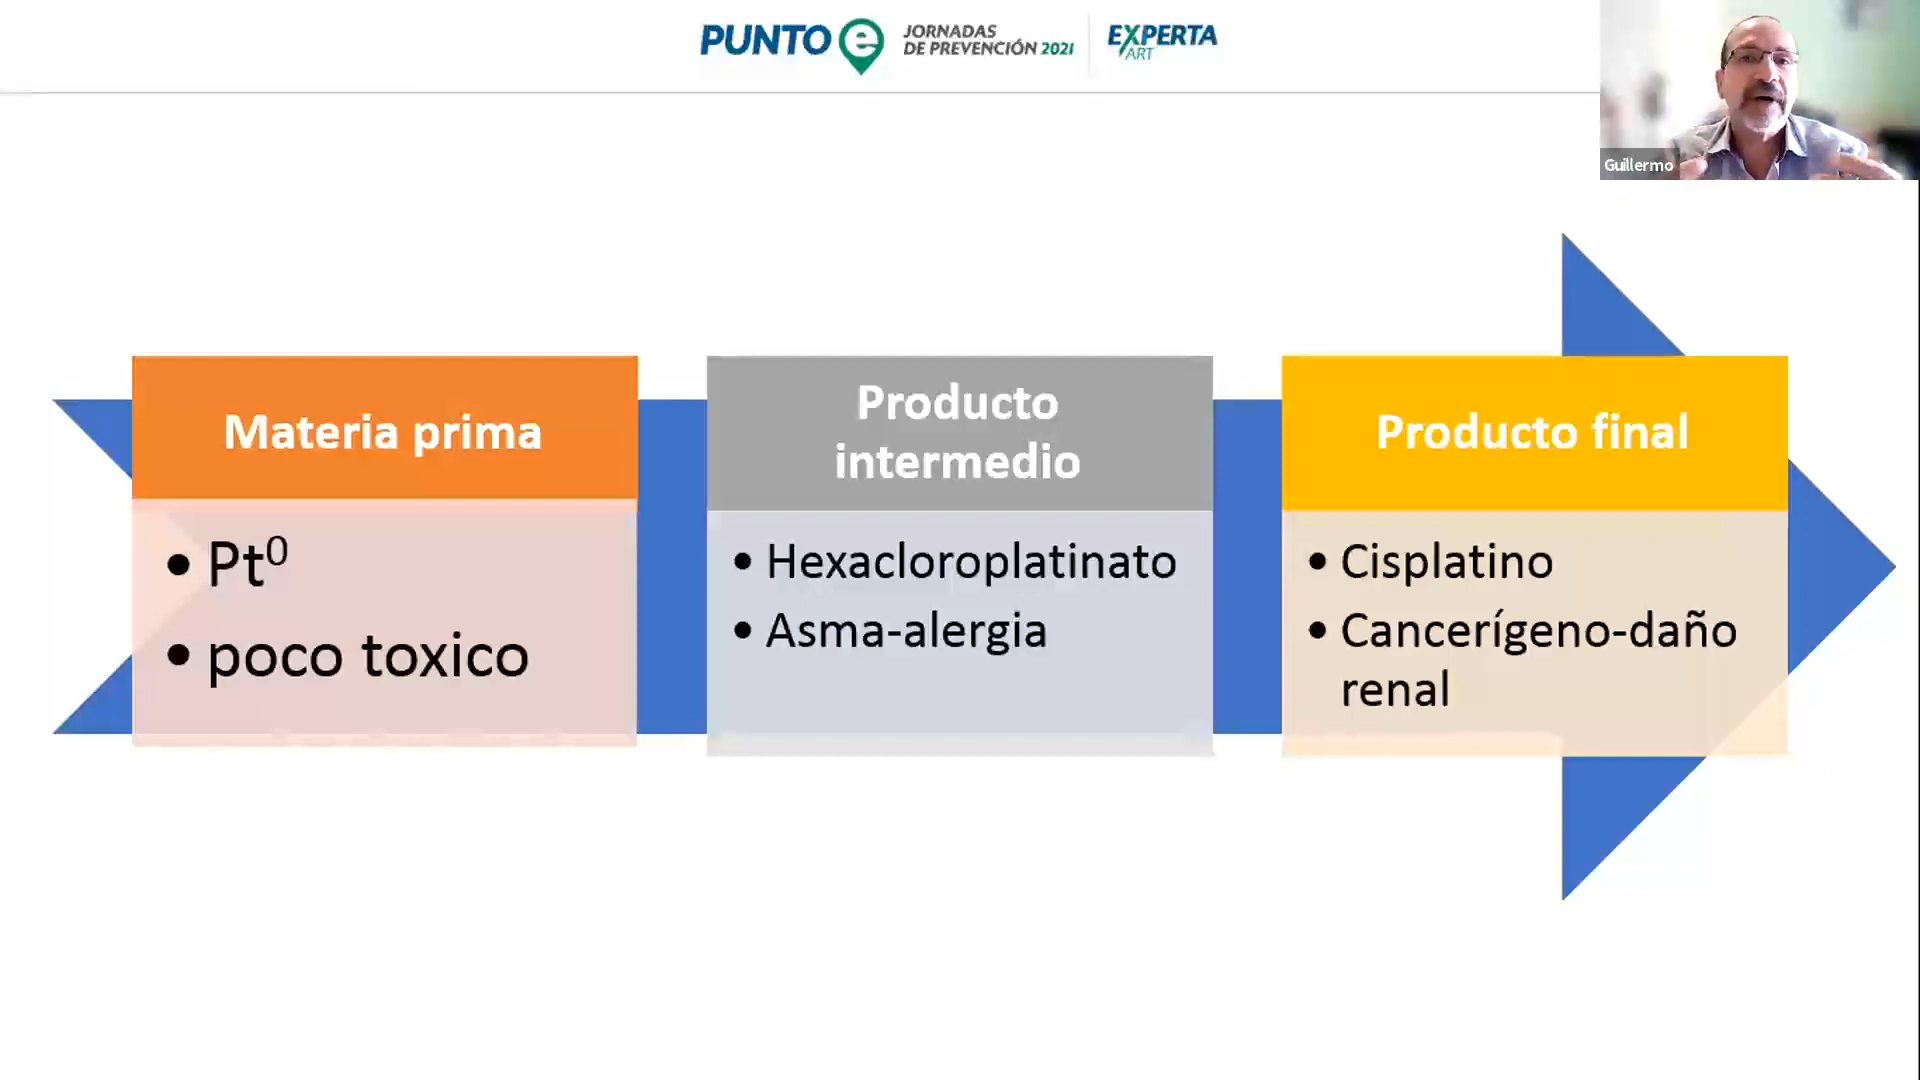 PUNTO e JORNADAS DE PREVENCIÓN 2021 EXPERTA ART
Guillermo
Materia prima
• Pt⁰
• poco toxico
Producto
intermedio
• Hexacloroplatinato
• Asma-alergia
Producto final
• Cisplatino
• Cancerígeno-daño
renal